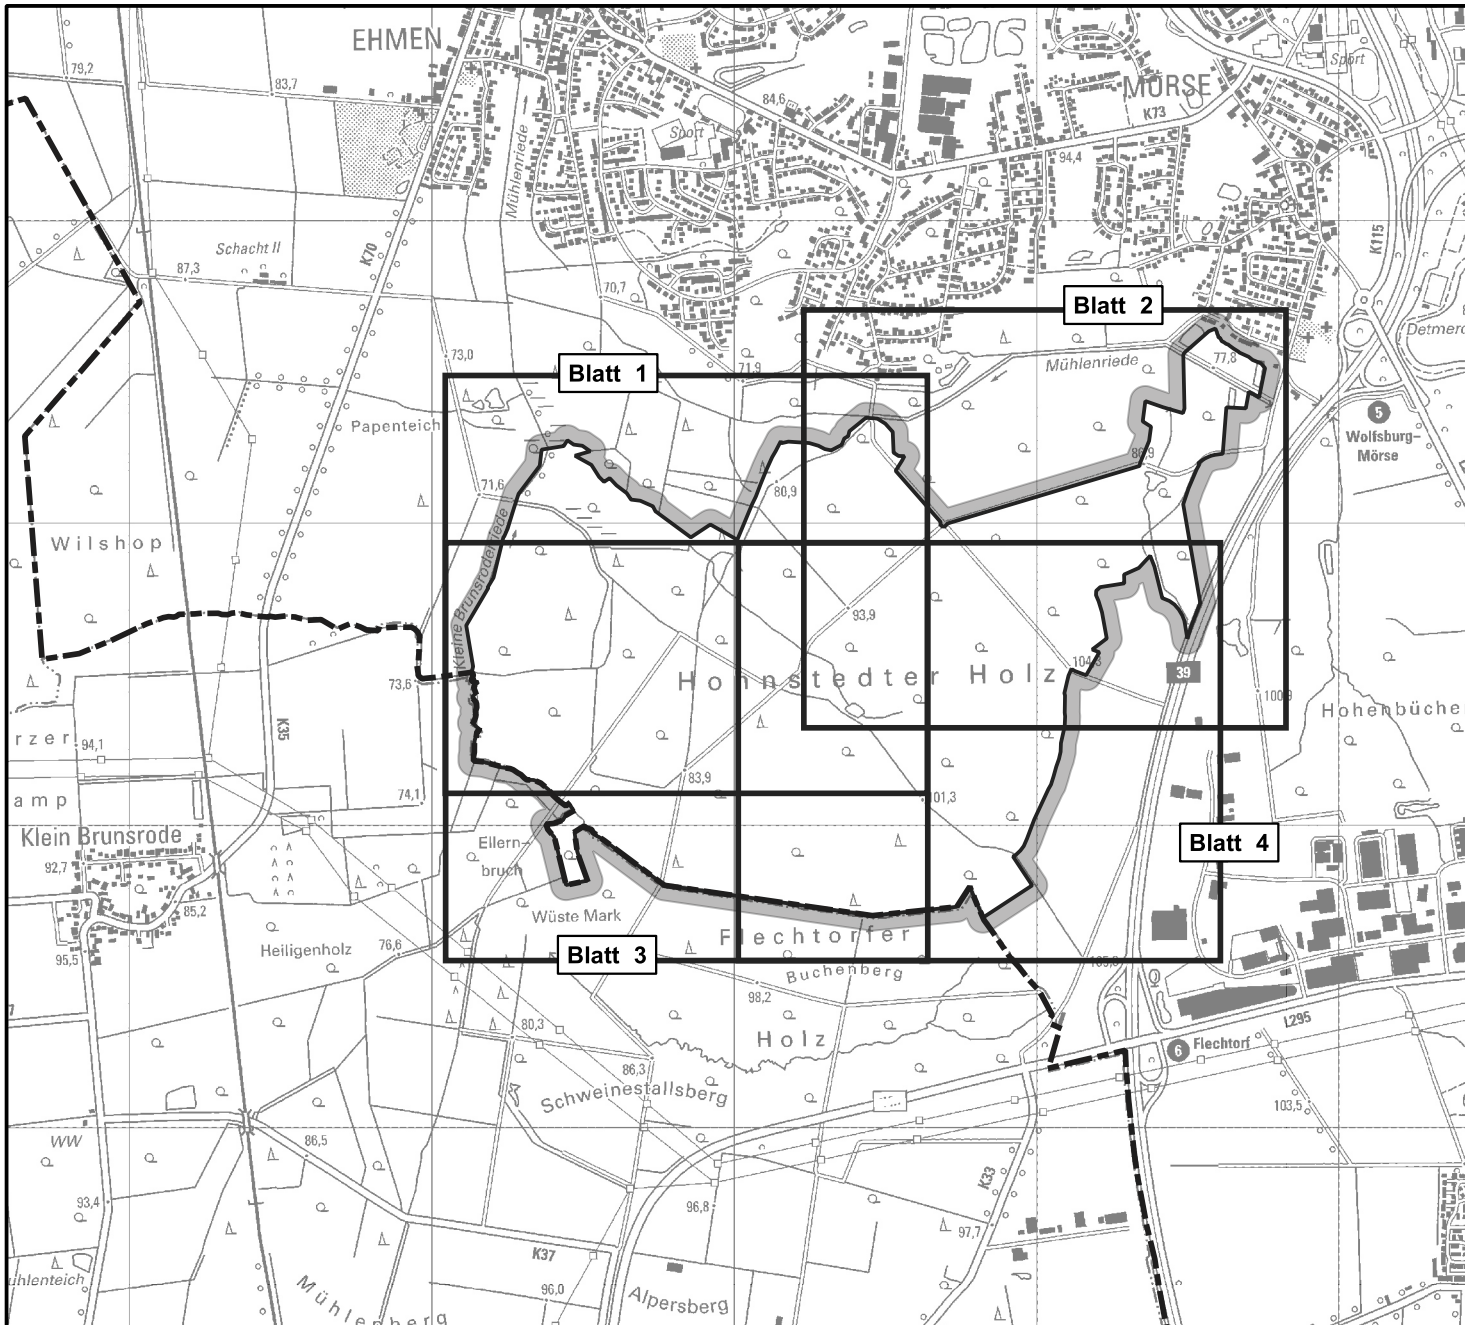 EHMEN
79,2
83,7
84,6
Sport
MÖRSE
K73
94,4
Sport
Mühlenriede
Schacht II
87,3
K70
70,7
K115
Detmero
Blatt 2
73,0
71,9
Mühlenriede
77,8
Blatt 1
Papenteich
5
Wolfsburg-
Mörse
86,9
71,6
80,9
Wilshop
Kleine Brunsroderriede
93,9
104,3
Hohnstedter Holz
39
73,6
100,9
Hohenbüche
K35
rzer
94,1
83,9
74,1
101,3
amp
Klein Brunsrode
Ellern-
bruch
Blatt 4
92,7
85,2
Wüste Mark
Flechtorfer
Heiligenholz
76,6
95,5
Blatt 3
Buchenberg
98,2
80,3
Holz
L295
6
Flechtorf
86,3
Schweinestallsberg
103,5
WW
86,5
K33
93,4
96,8
97,7
K37
uhlenteich
96,0
Mühlenberg
Alpersberg